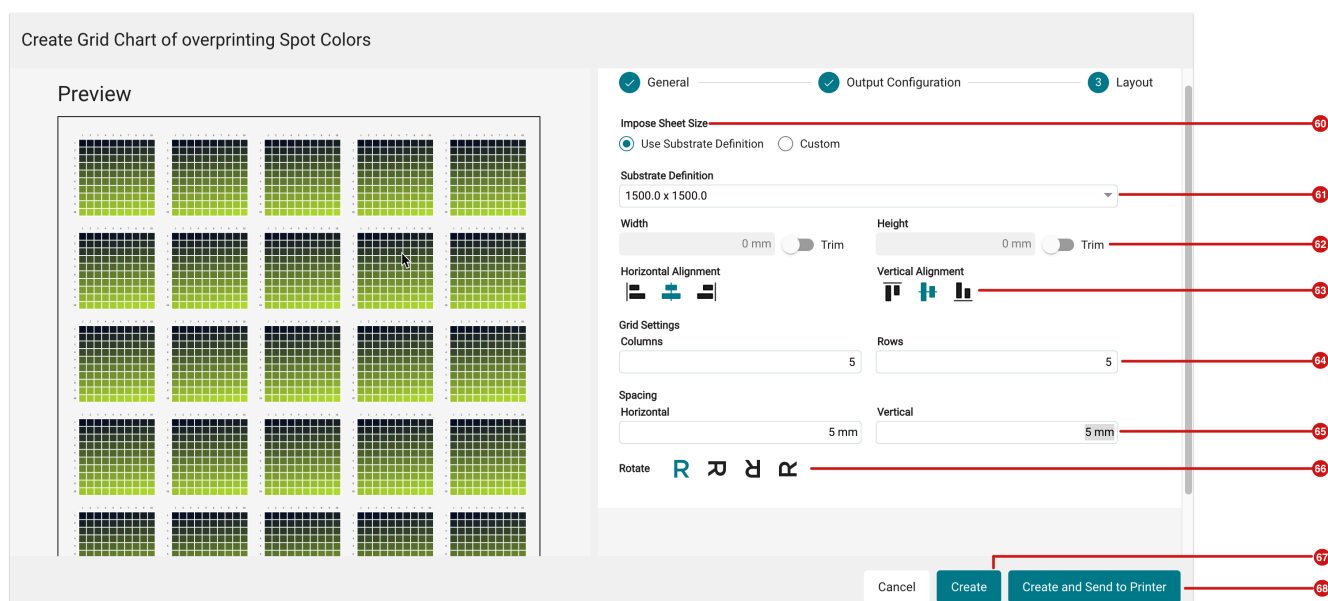 Create Grid Chart of overprinting Spot Colors
Preview
General
Output Configuration
3 Layout
Impose Sheet Size
60
Use Substrate Definition
Custom
Substrate Definition
1500.0 x 1500.0
61
Width
Height
0 mm
Trim
0 mm
Trim
62
Horizontal Alignment
Vertical Alignment
63
Grid Settings
Columns
Rows
5
5
64
Spacing
Horizontal
Vertical
5 mm
5 mm
65
Rotate
R R R R
66
67
Cancel
Create
Create and Send to Printer
68